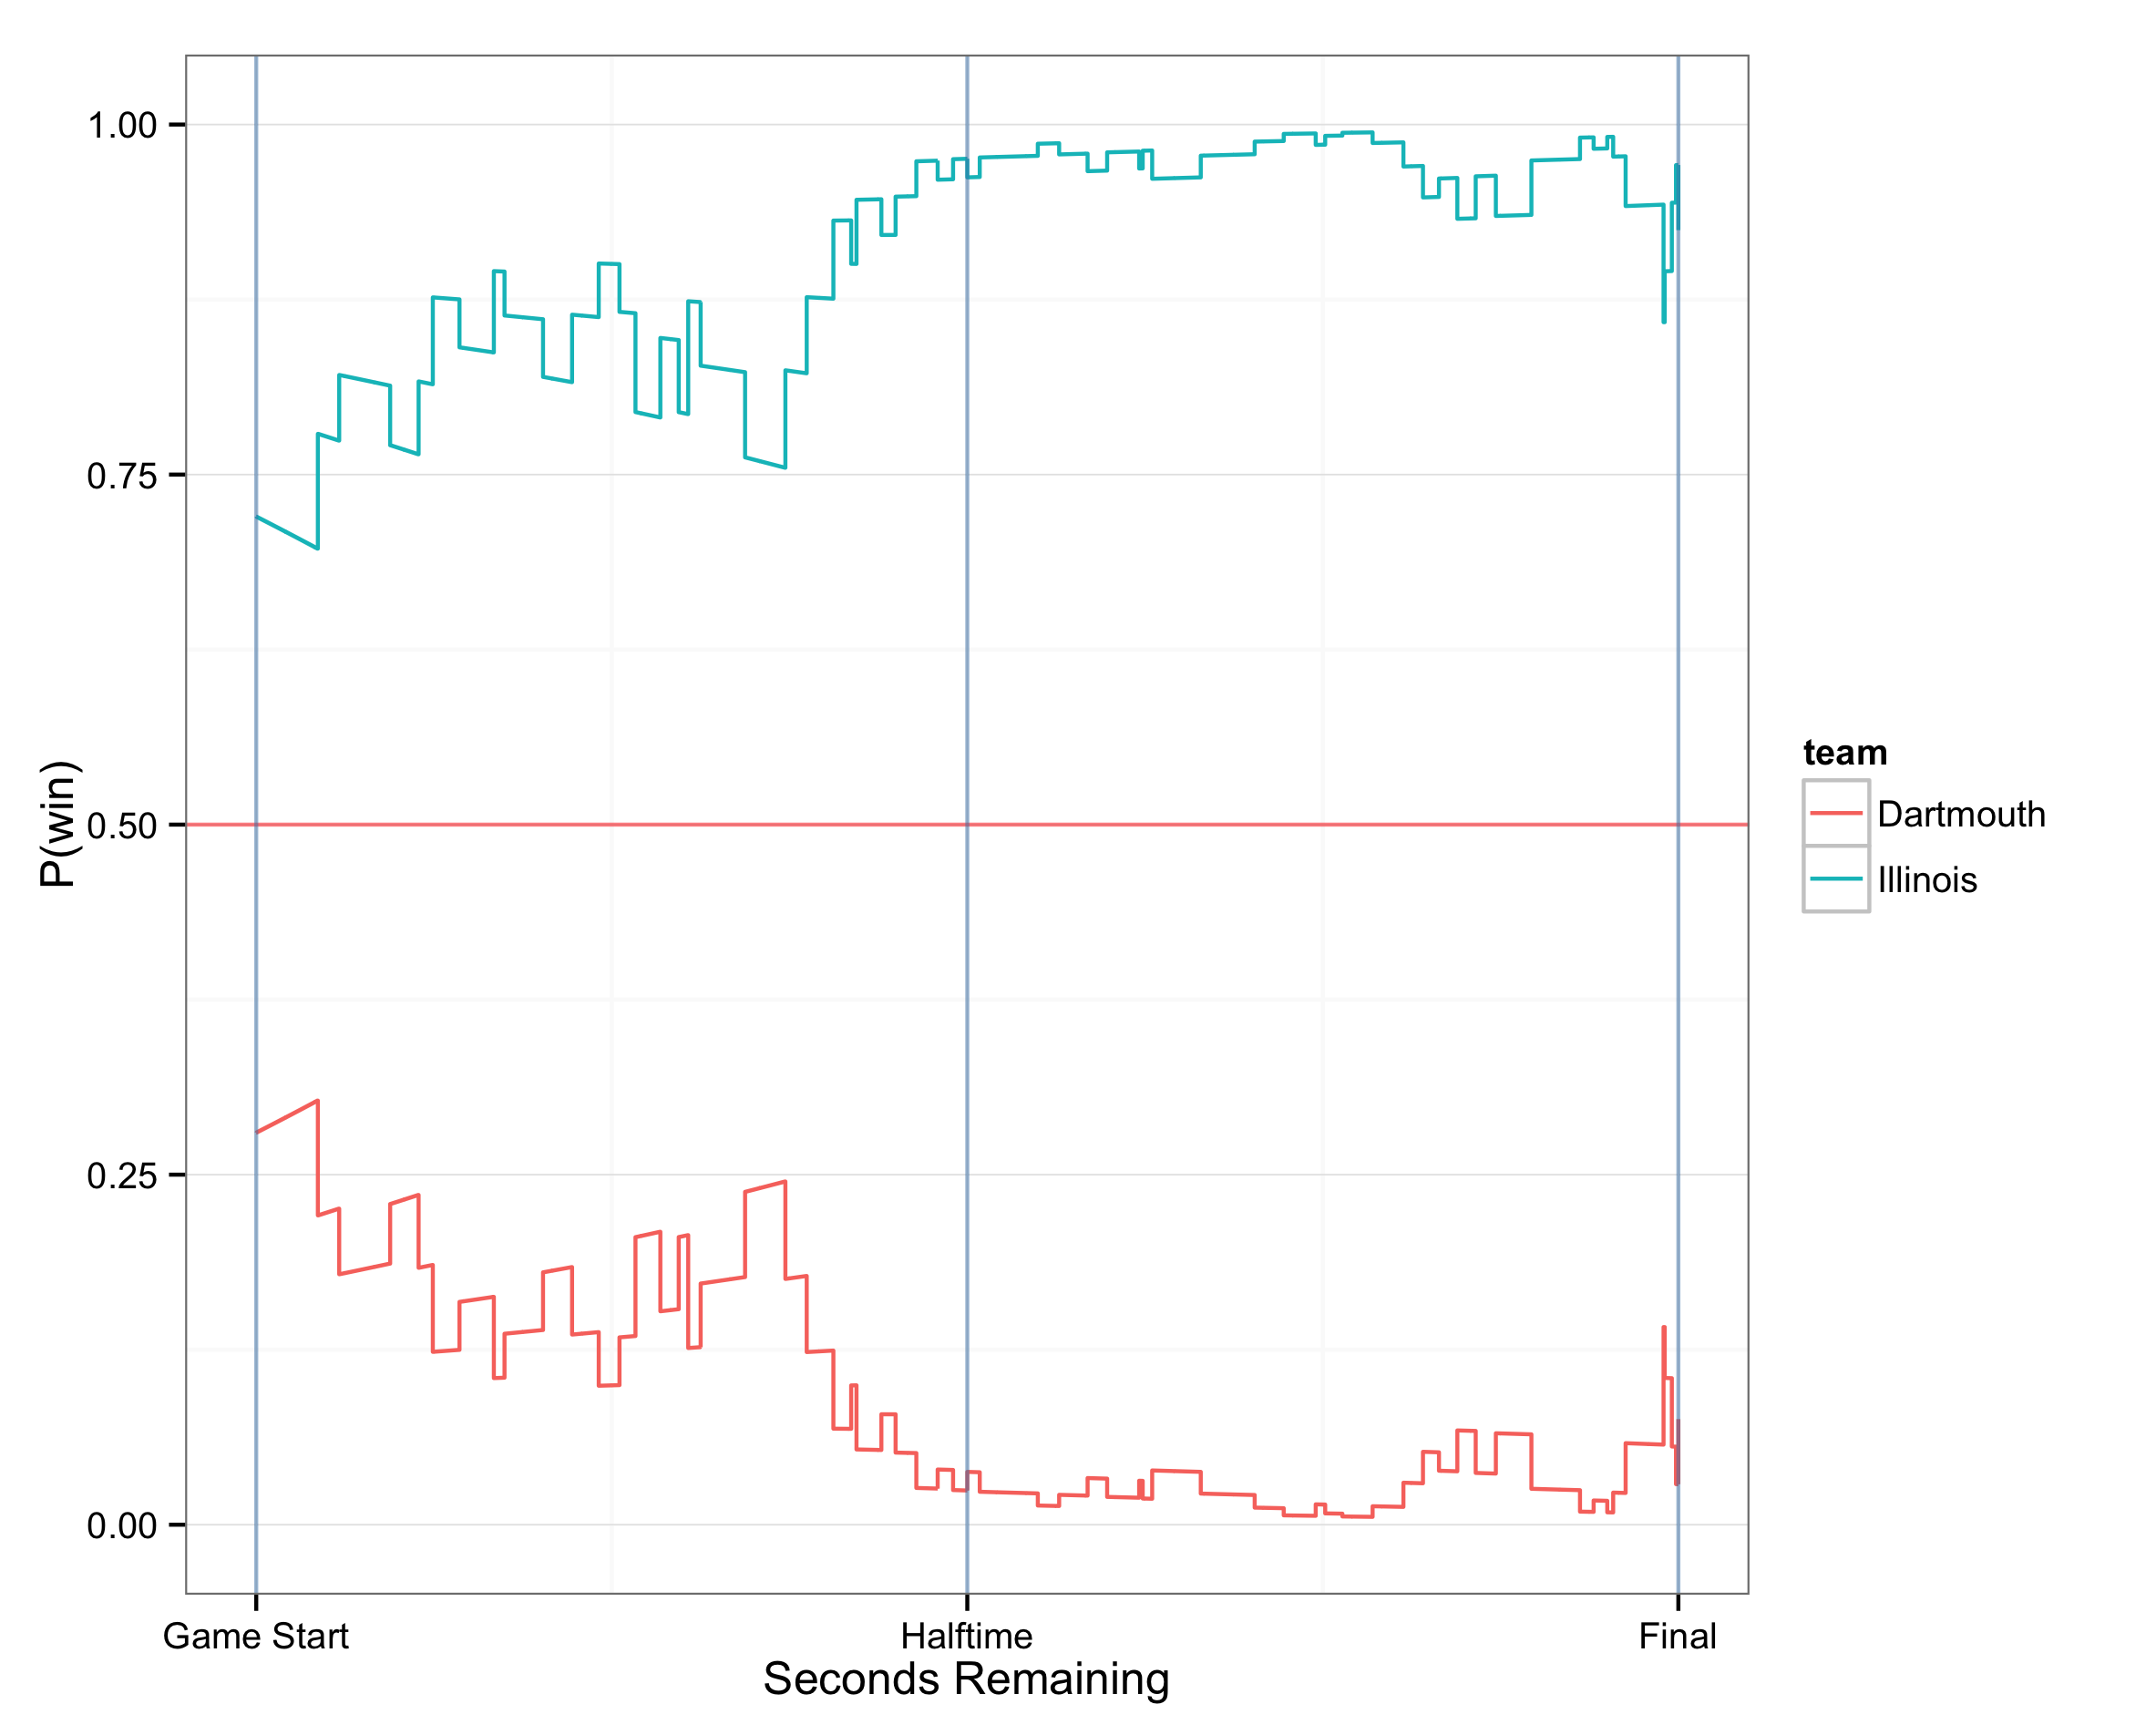 P(win)
1.00
0.75
0.50
0.25
0.00
Game Start
Halftime
Final
Seconds Remaining
team
Dartmouth
Illinois